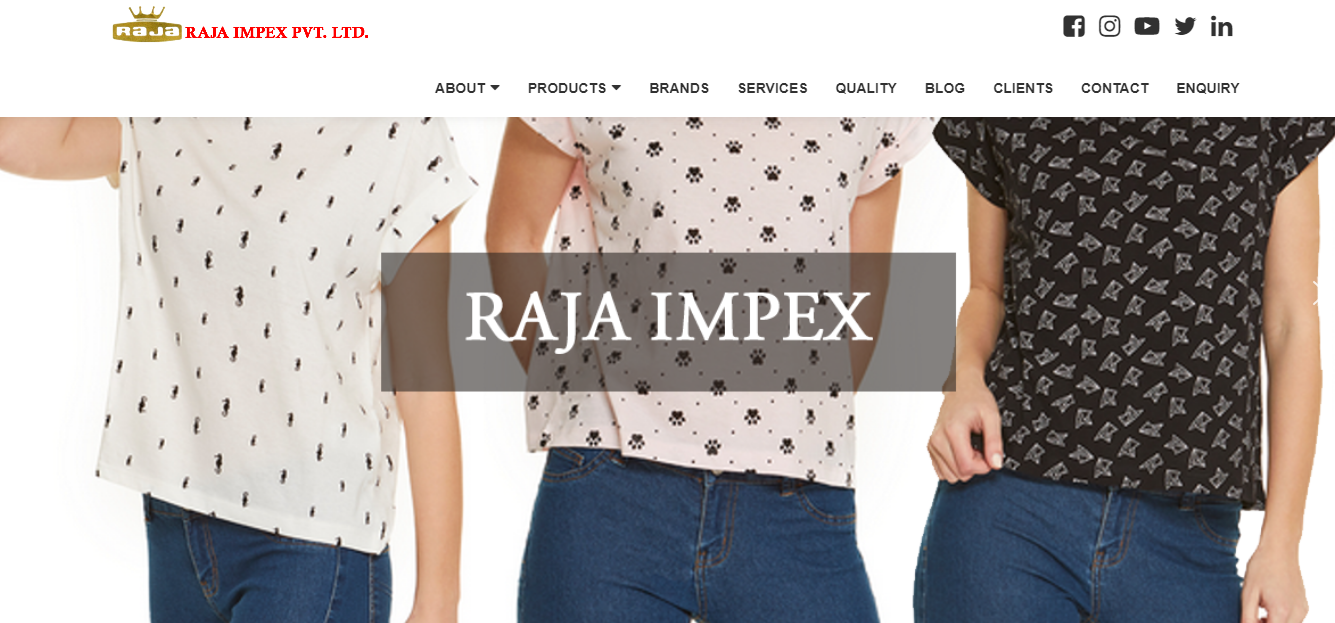 RaJa RAJA IMPEX PVT. LTD.
ABOUT PRODUCTS BRANDS SERVICES QUALITY BLOG CLIENTS CONTACT ENQUIRY
RAJA IMPEX